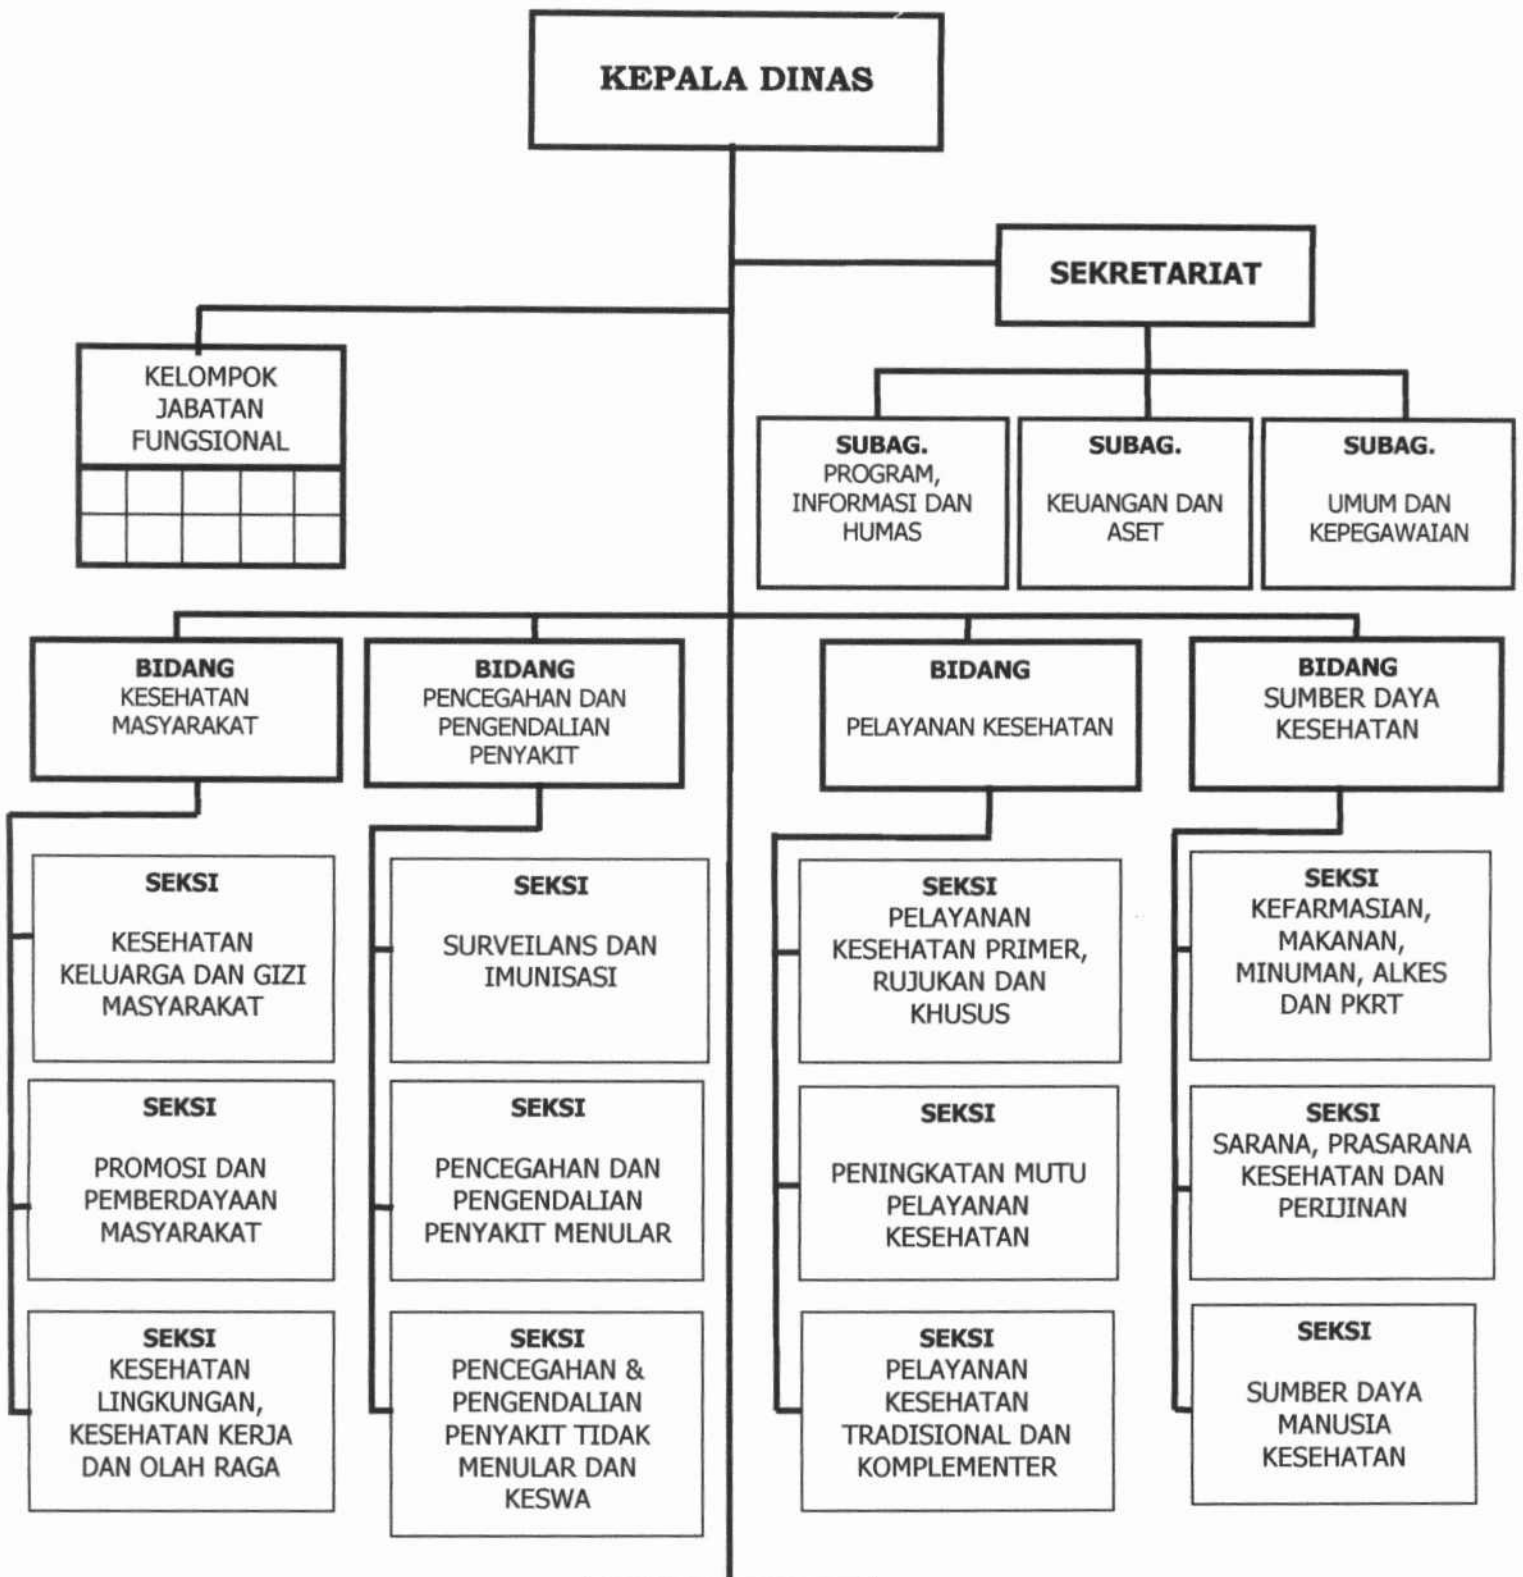 KEPALA DINAS
SEKRETARIAT
KELOMPOK
JABATAN
FUNGSIONAL
SUBAG.
PROGRAM,
INFORMASI DAN
HUMAS
SUBAG.
KEUANGAN DAN
ASET
SUBAG.
UMUM DAN
KEPEGAWAIAN
BIDANG
KESEHATAN
MASYARAKAT
BIDANG
PENCEGAHAN DAN
PENGENDALIAN
PENYAKIT
BIDANG
PELAYANAN KESEHATAN
BIDANG
SUMBER DAYA
KESEHATAN
SEKSI
KESEHATAN
KELUARGA DAN GIZI
MASYARAKAT
SEKSI
SURVEILANS DAN
IMUNISASI
SEKSI
PELAYANAN
KESEHATAN PRIMER,
RUJUKAN DAN
KHUSUS
SEKSI
KEFARMASIAN,
MAKANAN,
MINUMAN, ALKES
DAN PKRT
SEKSI
PROMOSI DAN
PEMBERDAYAAN
MASYARAKAT
SEKSI
PENCEGAHAN DAN
PENGENDALIAN
PENYAKIT MENULAR
SEKSI
PENINGKATAN MUTU
PELAYANAN
KESEHATAN
SEKSI
SARANA, PRASARANA
KESEHATAN DAN
PERIJINAN
SEKSI
KESEHATAN
LINGKUNGAN,
KESEHATAN KERJA
DAN OLAH RAGA
SEKSI
PENCEGAHAN &
PENGENDALIAN
PENYAKIT TIDAK
MENULAR DAN
KESWA
SEKSI
PELAYANAN
KESEHATAN
TRADISIONAL DAN
KOMPLEMENTER
SEKSI
SUMBER DAYA
MANUSIA
KESEHATAN